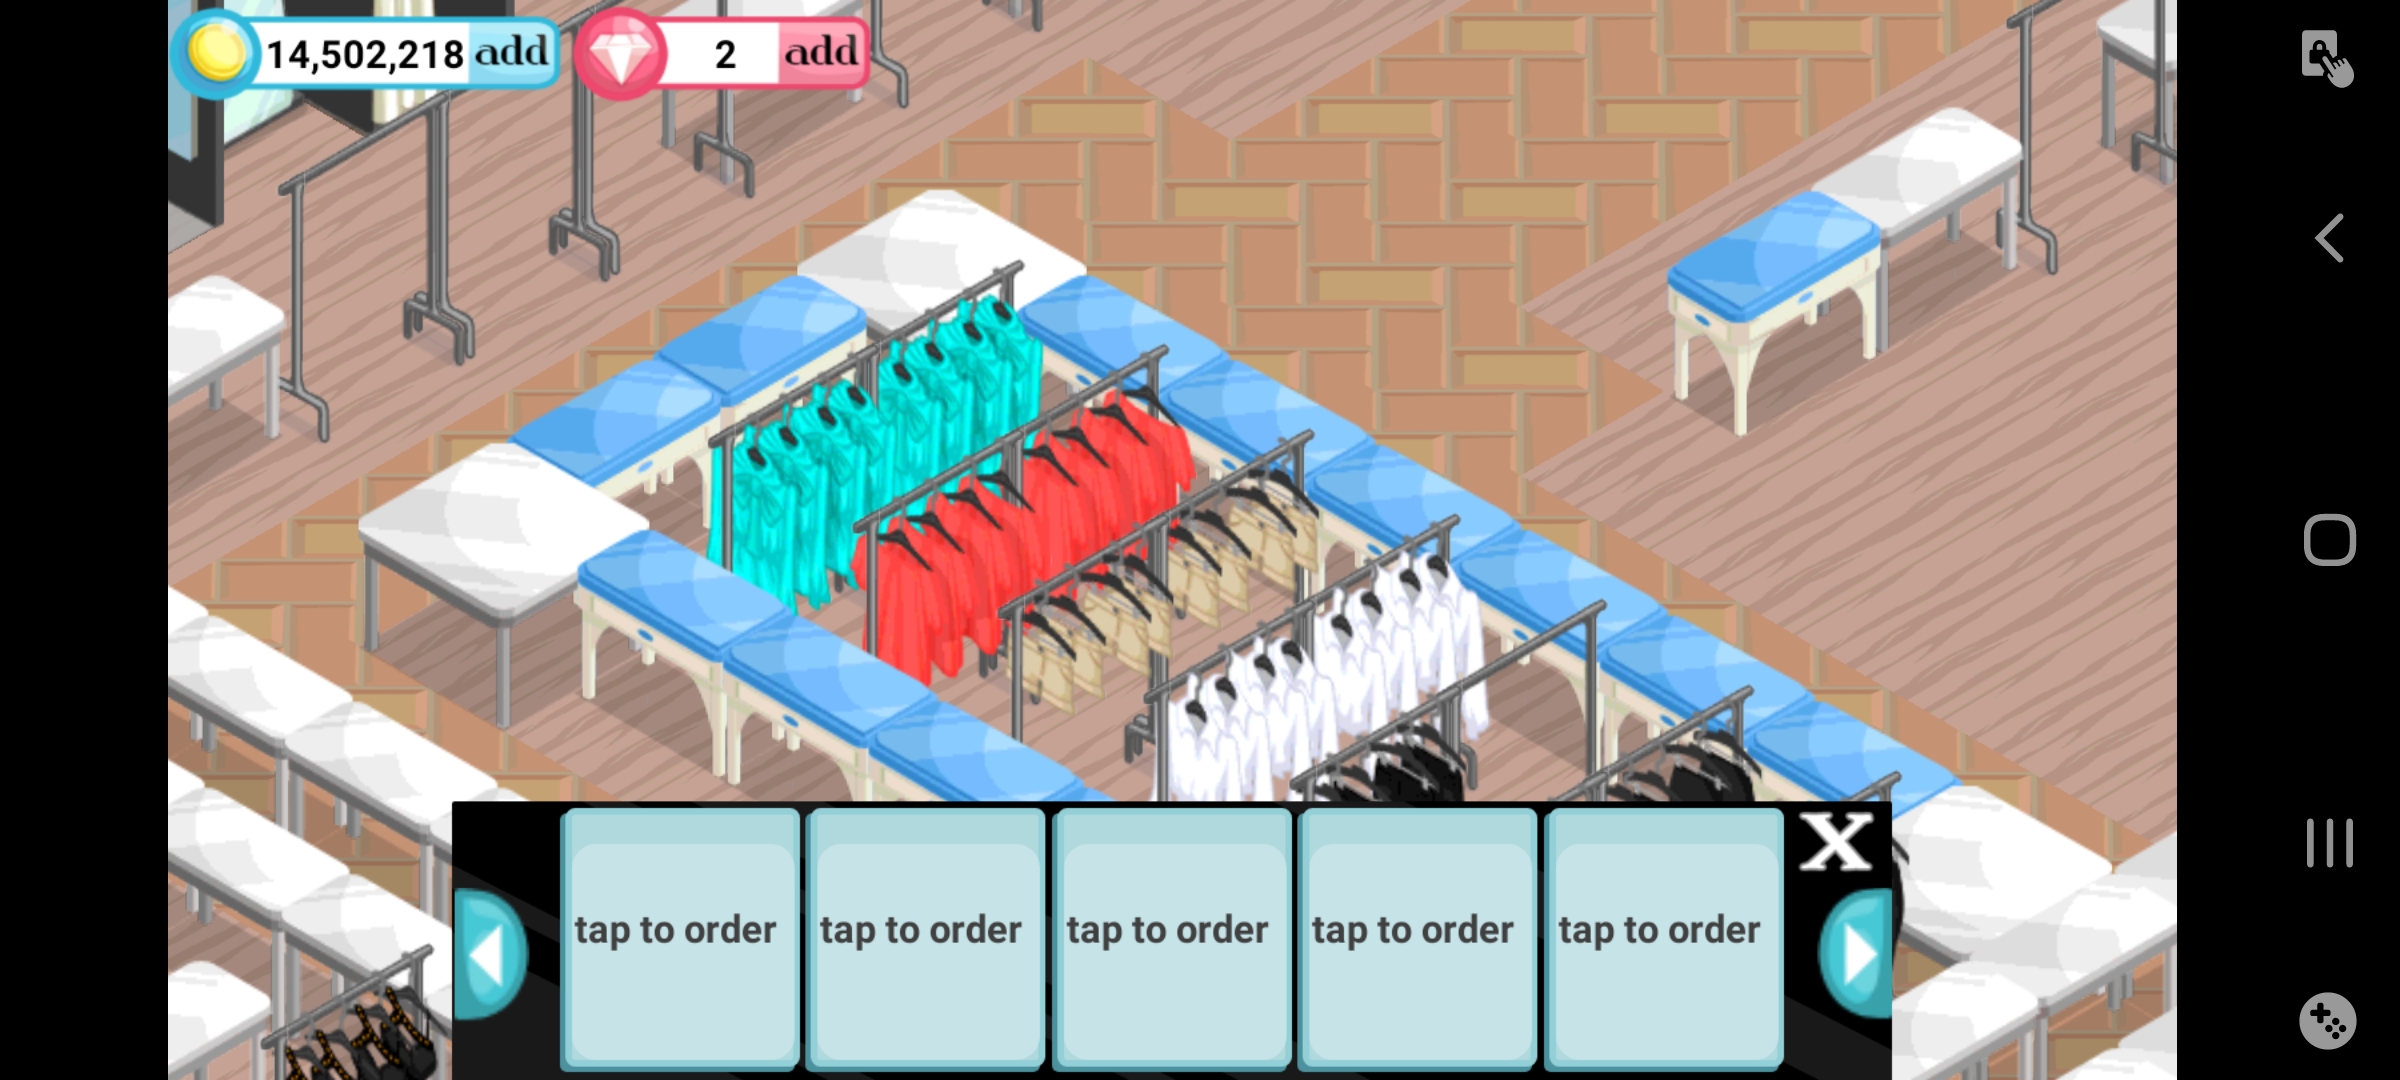 14,502,218 add 2 add
tap to order tap to order tap to order tap to order tap to order
X